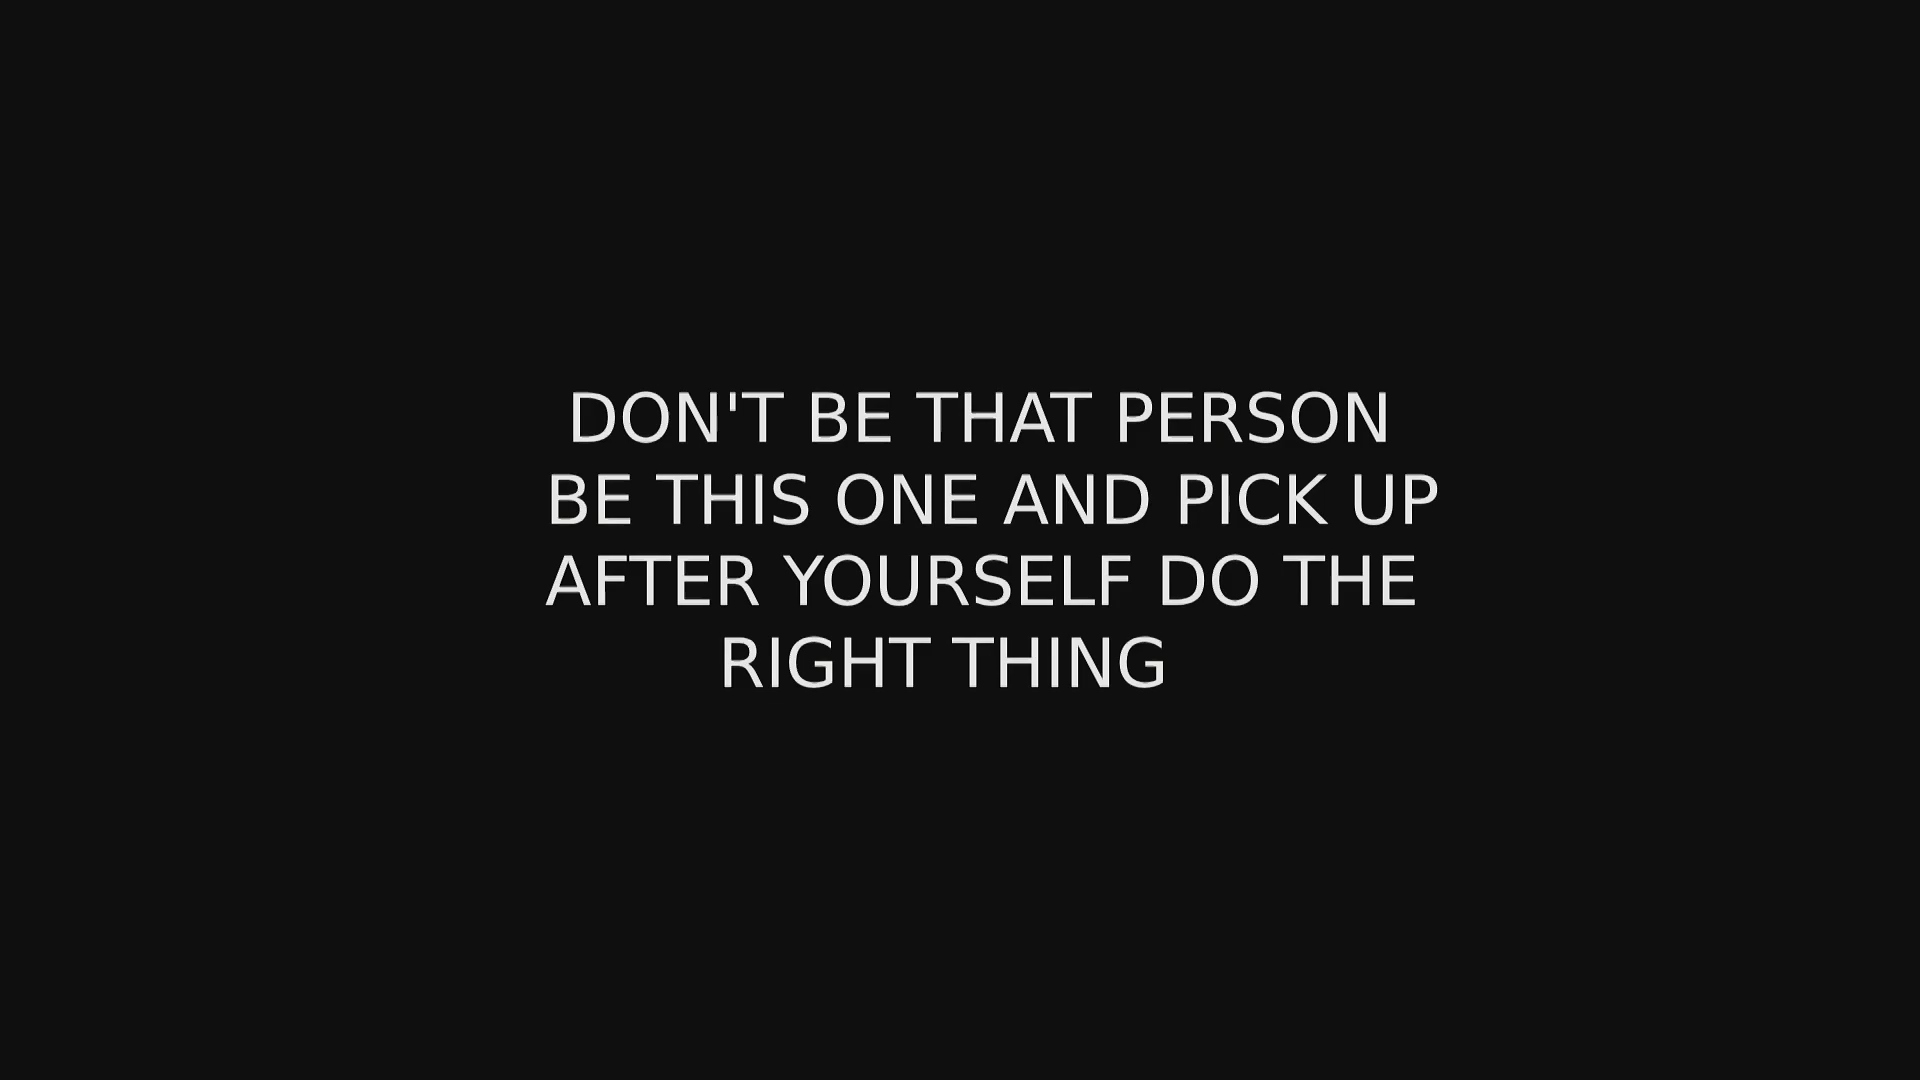 DON'T BE THAT PERSON
BE THIS ONE AND PICK UP
AFTER YOURSELF DO THE
RIGHT THING